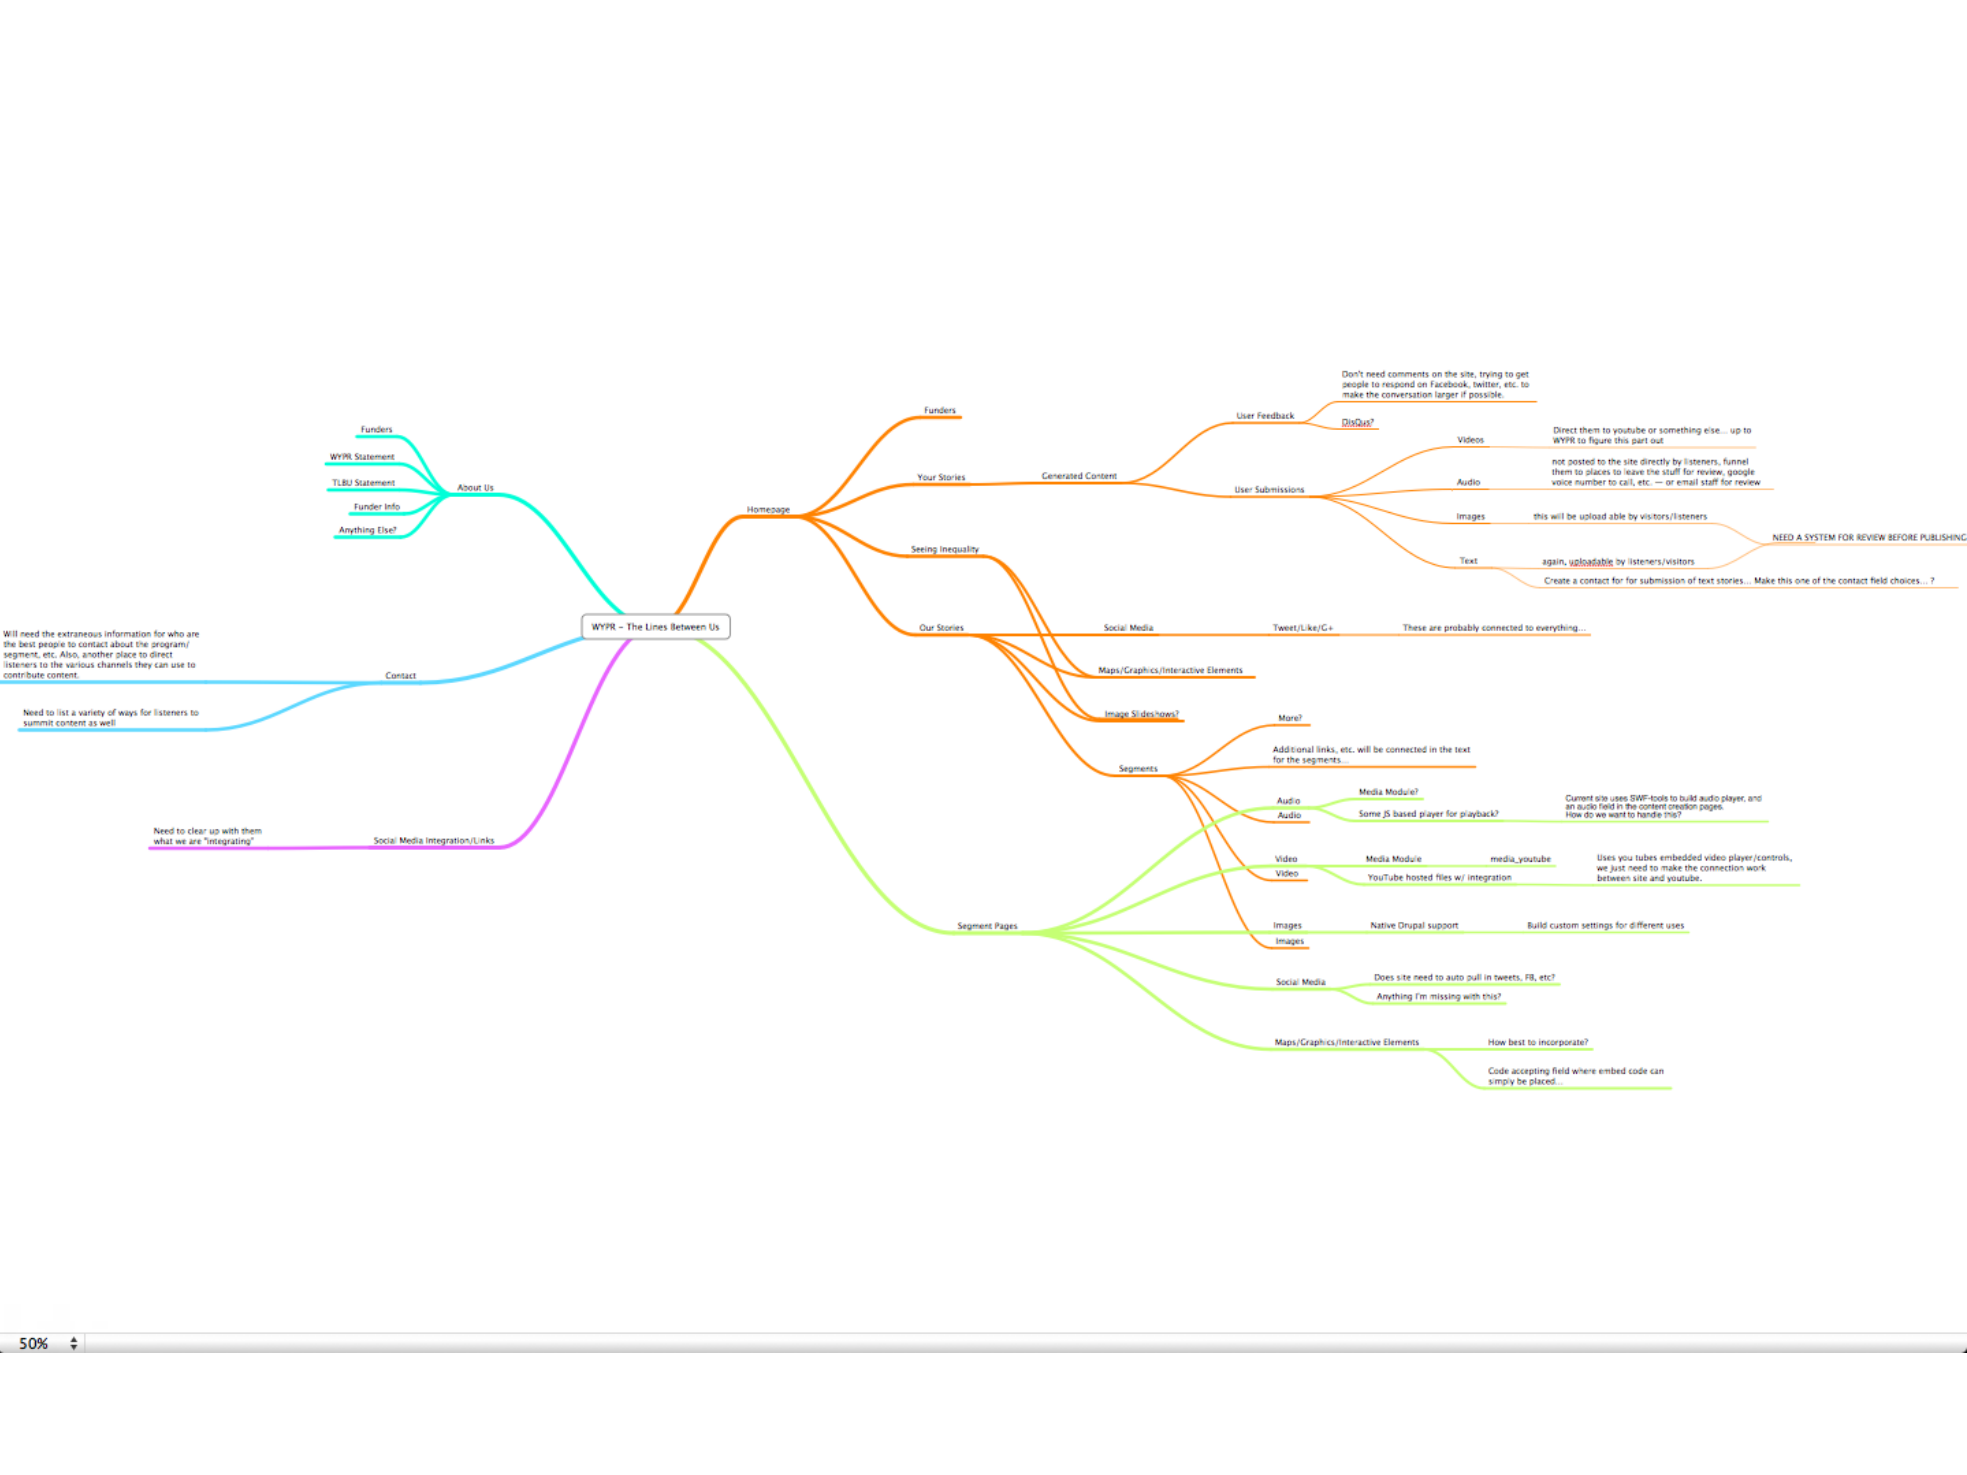 Funders
WYPR Statement
TLBU Statement
Funder Info
Anything Else?
About Us
WYPR - The Lines Between Us
Will need the extraneous information for who are
the best people to contact about the program/
segment, etc. Also, another place to direct
listeners to the various channels they can use to
contribute content.
Contact
Need to list a variety of ways for listeners to
summit content as well
Need to clear up with them
what we are "integrating"
Social Media Integration/Links
Homepage
Funders
Your Stories
Generated Content
User Feedback
Don't need comments on the site, trying to get
people to respond on Facebook, twitter, etc. to
make the conversation larger if possible.
DisQus?
User Submissions
Videos
Direct them to youtube or something else... up to
WYPR to figure this part out
Audio
not posted to the site directly by listeners, funnel
them to places to leave the stuff for review, google
voice number to call, etc. — or email staff for review
Images
this will be upload able by visitors/listeners
NEED A SYSTEM FOR REVIEW BEFORE PUBLISHING
Text
again, uploadable by listeners/visitors
Create a contact for for submission of text stories... Make this one of the contact field choices... ?
Seeing Inequality
Our Stories
Social Media
Tweet/Like/G+
These are probably connected to everything...
Maps/Graphics/Interactive Elements
Image Slideshows?
Segments
More?
Additional links, etc. will be connected in the text
for the segments...
Audio
Audio
Media Module?
Some JS based player for playback?
Current site uses SWF-tools to build audio player, and
an audio field in the content creation pages.
How do we want to handle this?
Video
Video
Media Module
media_youtube
YouTube hosted files w/ integration
Uses you tubes embedded video player/controls,
we just need to make the connection work
between site and youtube.
Segment Pages
Images
Images
Native Drupal support
Build custom settings for different uses
Social Media
Does site need to auto pull in tweets, FB, etc?
Anything I'm missing with this?
Maps/Graphics/Interactive Elements
How best to incorporate?
Code accepting field where embed code can
simply be placed...
50%